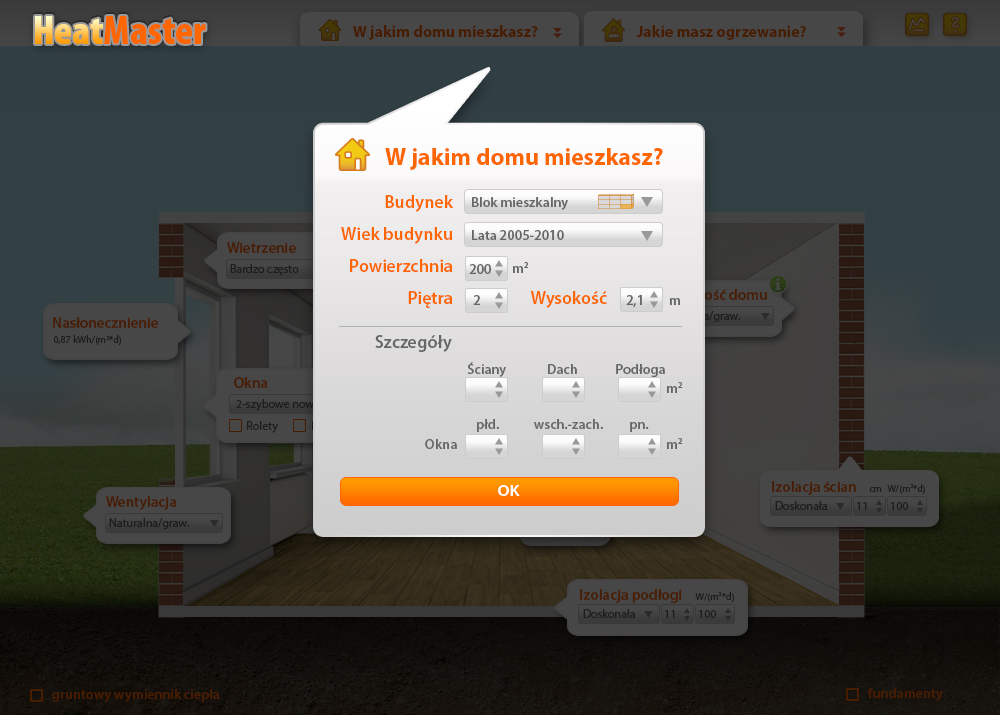 HeatMaster
W jakim domu mieszkasz?
Jakie masz ogrzewanie?
?
W jakim domu mieszkasz?
Budynek Blok mieszkalny
Wiek budynku Lata 2005-2010
Powierzchnia 200 m²
Piętra 2 Wysokość 2,1 m
Szczegóły
Ściany Dach Podłoga
m²
płd. wsch.-zach. pn.
Okna m²
OK
Wietrzenie
Bardzo często
Nasłonecznienie
0,87 kWh/(m²*d)
Okna
2-szybowe now
Rolety
Wentylacja
Naturalna/graw.
ość domu
a/graw.
i
Izolacja ścian cm W/(m²*d)
Doskonała 11 100
Izolacja podłogi W/(m²*d)
Doskonała 11 100
gruntowy wymiennik ciepła
fundamenty